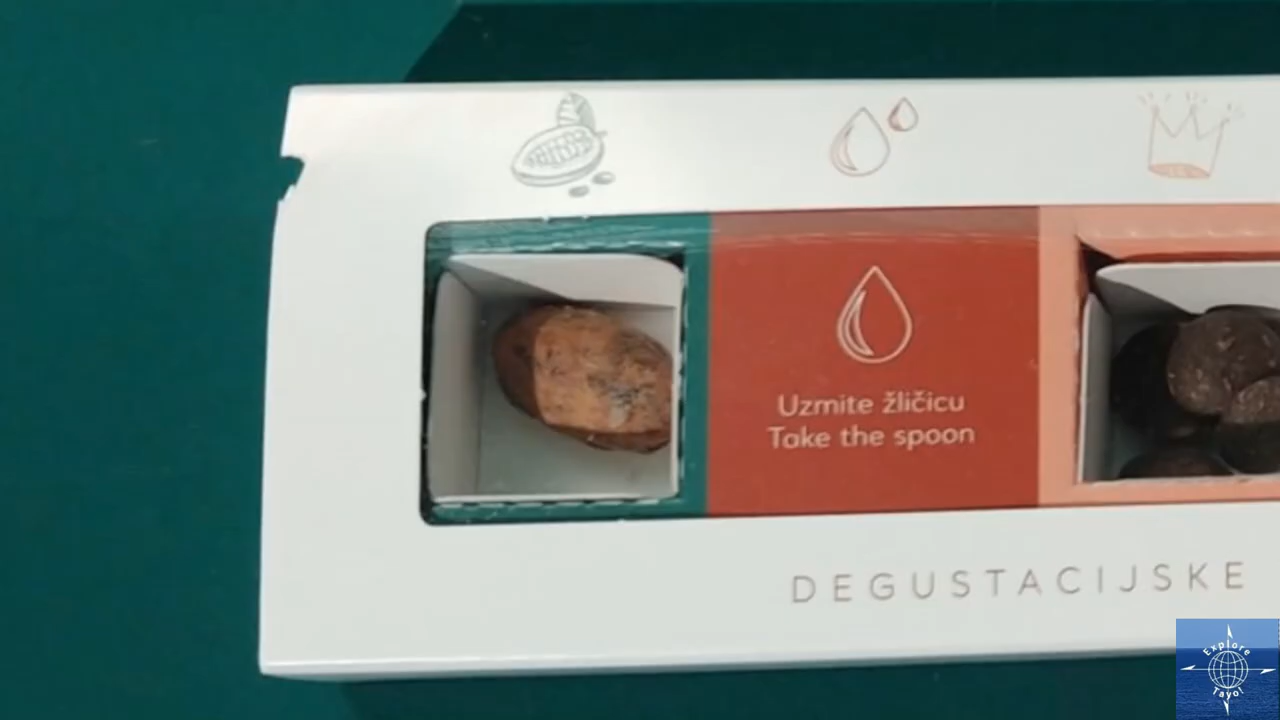 Uzmite žličicu
Take the spoon
DEGUSTACIJSKE
Explore
Tayo!